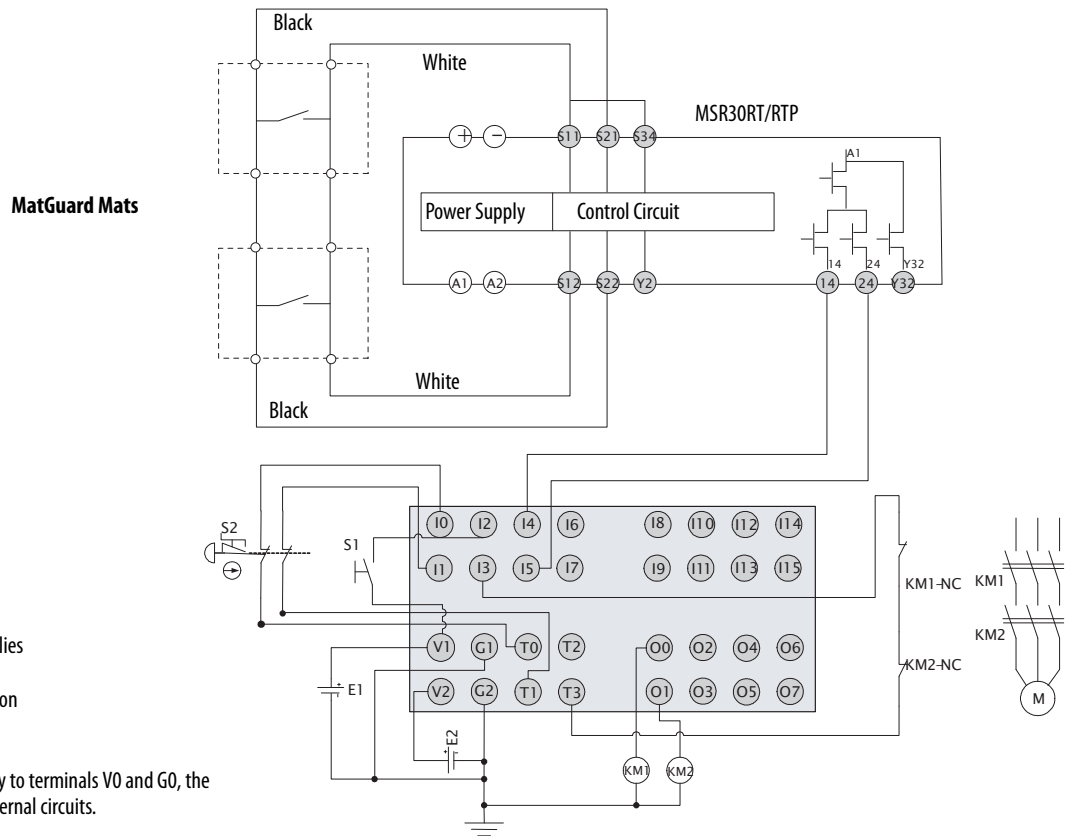 Black
White
MSR30RT/RTP
+ - S11 S21 S34
A1
MatGuard Mats
Power Supply
Control Circuit
14 24 Y32
A1 A2 S12 S22 Y2 14 24 Y32
White
Black
I0 I2 I4 I6 I8 I10 I12 I14
S2
S1
I1 I3 I5 I7 I9 I11 I13 I15
KM1-NC
KM1
KM2
lies
V1 G1 T0 T2 O0 O2 O4 O6
KM2-NC
E1
V2 G2 T1 T3 O1 O3 O5 O7
M
on
E2
KM1 KM2
y to terminals V0 and G0, the
ernal circuits.